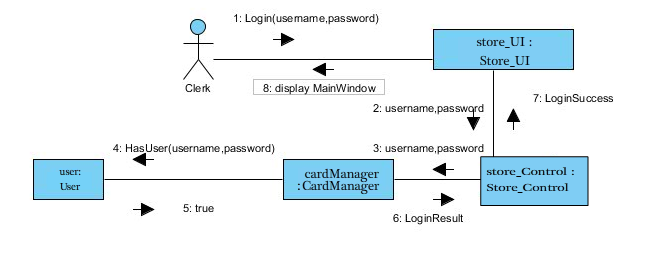 1: Login(username,password)
store_UI :
Store_UI
Clerk
8: display MainWindow
2: username,password
7: LoginSuccess
4: HasUser(username,password)
3: username,password
user:
User
cardManager
:CardManager
store_Control :
Store_Control
5: true
6: LoginResult